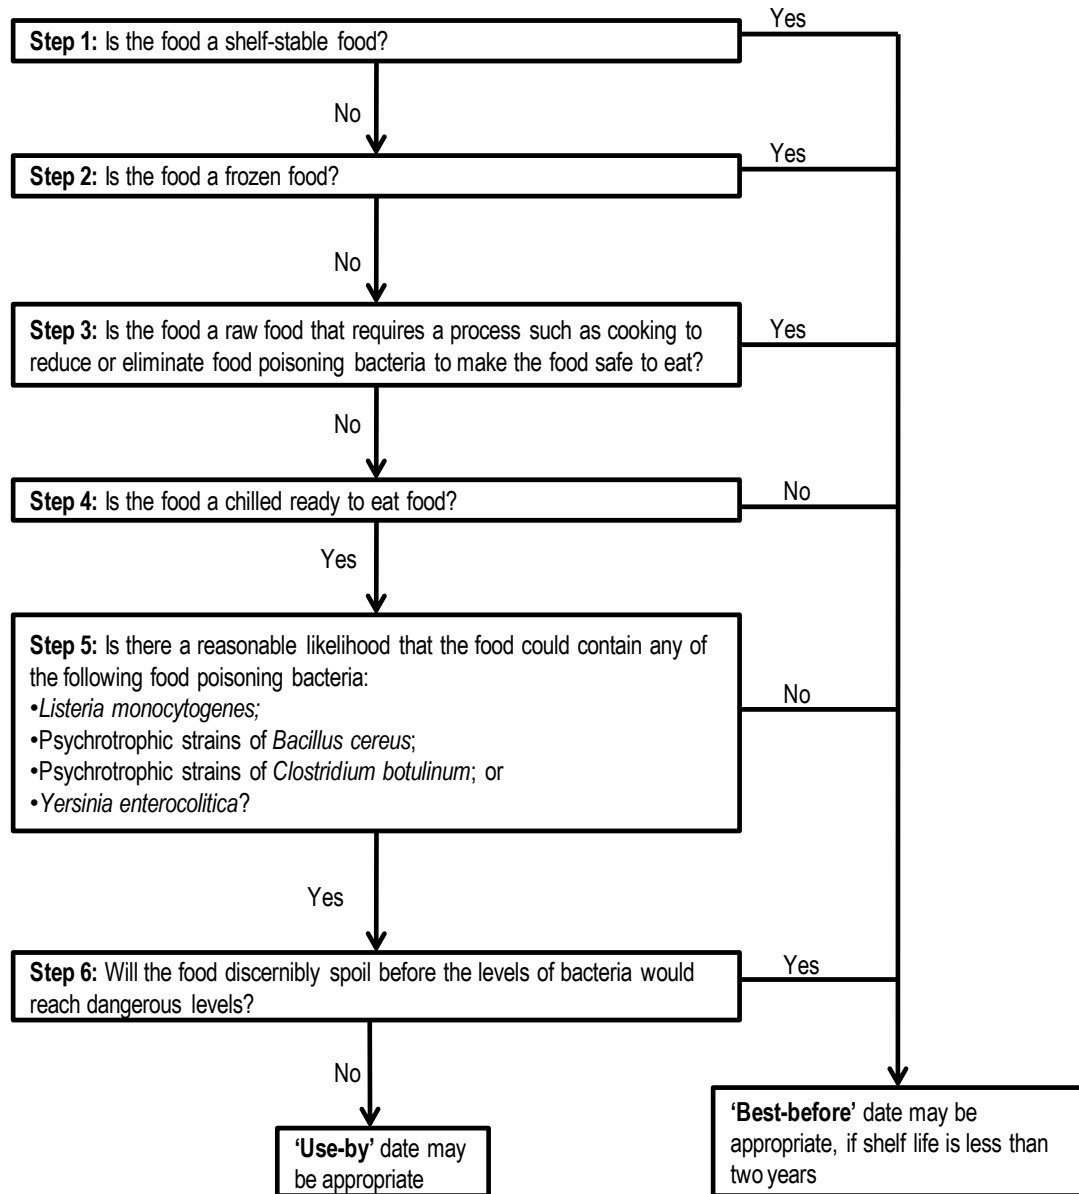 Yes
Step 1: Is the food a shelf-stable food?
No
Yes
Step 2: Is the food a frozen food?
No
Step 3: Is the food a raw food that requires a process such as cooking to
reduce or eliminate food poisoning bacteria to make the food safe to eat?
Yes
No
Step 4: Is the food a chilled ready to eat food?
No
Yes
Step 5: Is there a reasonable likelihood that the food could contain any of
the following food poisoning bacteria:
•Listeria monocytogenes;
•Psychrotrophic strains of Bacillus cereus;
•Psychrotrophic strains of Clostridium botulinum; or
•Yersinia enterocolitica?
No
Yes
Step 6: Will the food discernibly spoil before the levels of bacteria would
reach dangerous levels?
Yes
No
‘Use-by’ date may
be appropriate
‘Best-before’ date may be
appropriate, if shelf life is less than
two years